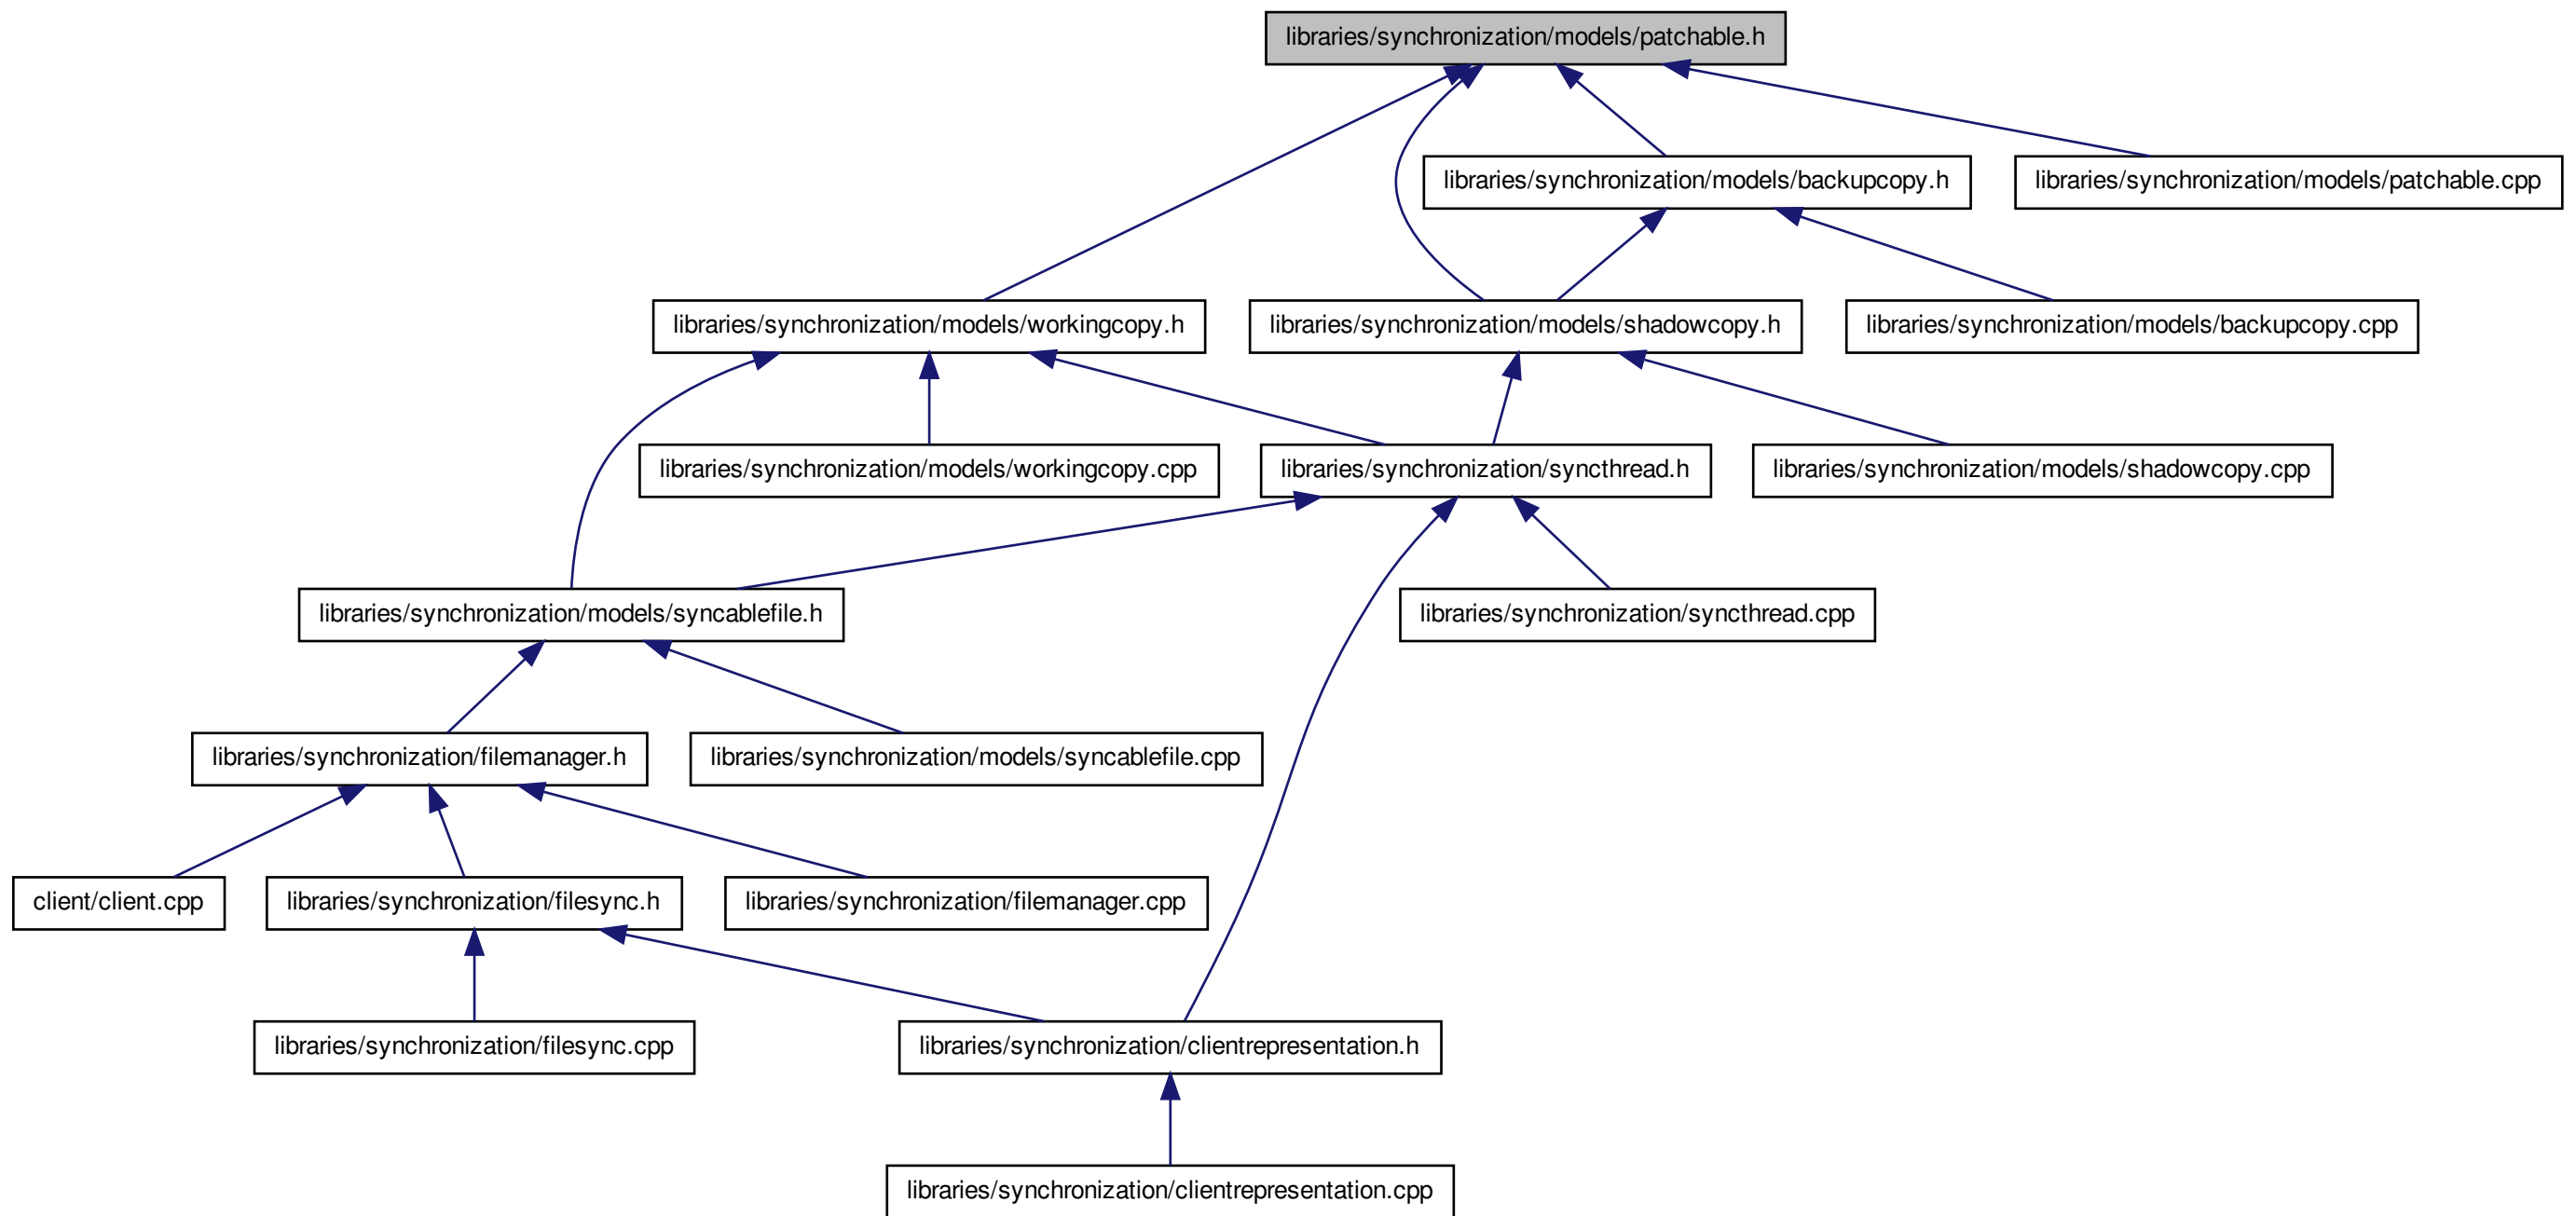 libraries/synchronization/models/patchable.h
libraries/synchronization/models/backupcopy.h
libraries/synchronization/models/patchable.cpp
libraries/synchronization/models/workingcopy.h
libraries/synchronization/models/shadowcopy.h
libraries/synchronization/models/backupcopy.cpp
libraries/synchronization/models/workingcopy.cpp
libraries/synchronization/syncthread.h
libraries/synchronization/models/shadowcopy.cpp
libraries/synchronization/models/syncablefile.h
libraries/synchronization/syncthread.cpp
libraries/synchronization/filemanager.h
libraries/synchronization/models/syncablefile.cpp
client/client.cpp
libraries/synchronization/filesync.h
libraries/synchronization/filemanager.cpp
libraries/synchronization/filesync.cpp
libraries/synchronization/clientrepresentation.h
libraries/synchronization/clientrepresentation.cpp